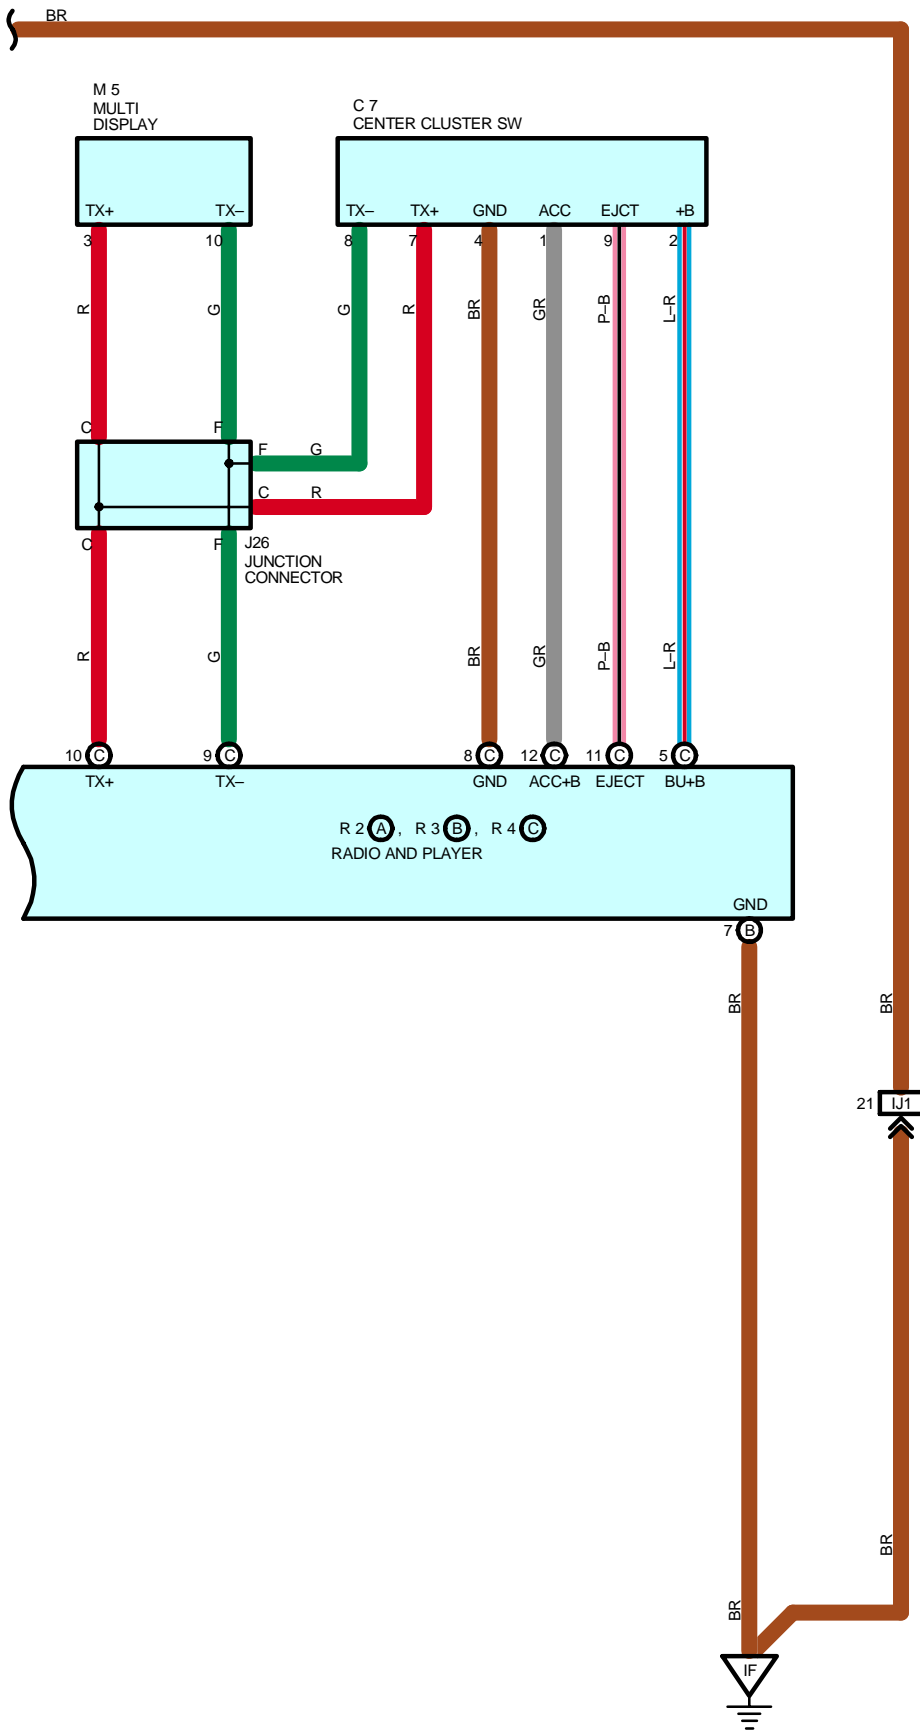 BR
M 5
MULTI
DISPLAY
C 7
CENTER CLUSTER SW
TX+ TX–
TX– TX+ GND ACC EJCT +B
3 10 8 7 4 1 9 2
R G G R BR GR P–B L–R
C F
F G
C R
C F
J26
JUNCTION
CONNECTOR
R G BR GR P–B L–R
10 C 9 C 8 C 12 C 11 C 5 C
TX+ TX– GND ACC+B EJECT BU+B
R 2 A , R 3 B , R 4 C
RADIO AND PLAYER
GND
7 B
BR BR
21 IJ1
BR
BR
IF